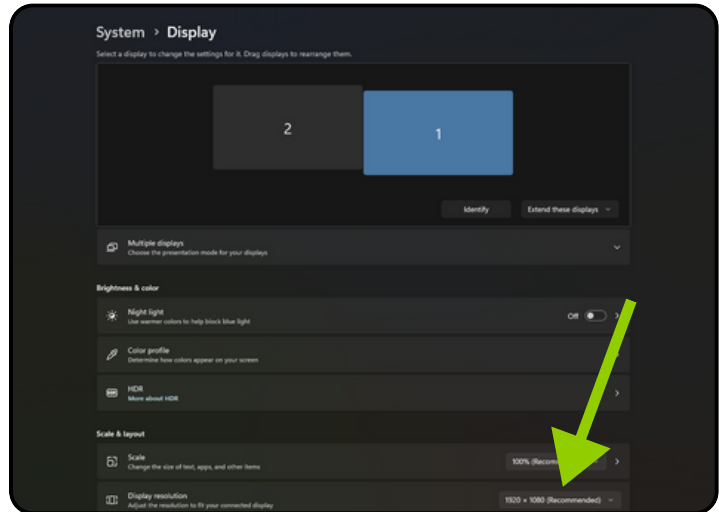 System > Display
Select a display to change the settings for it. Drag displays to rearrange them.
2
1
Identify
Extend these displays
Multiple displays
Choose the presentation mode for your displays
Brightness & color
Night light
Use warmer colors to help block blue light
Off
Color profile
Determine how colors appear on your screen
HDR
HDR
More about HDR
Scale & layout
Scale
Change the size of text, apps, and other items
100%
Display resolution
Adjust the resolution to fit your connected display
1920 × 1080 (Recommended)